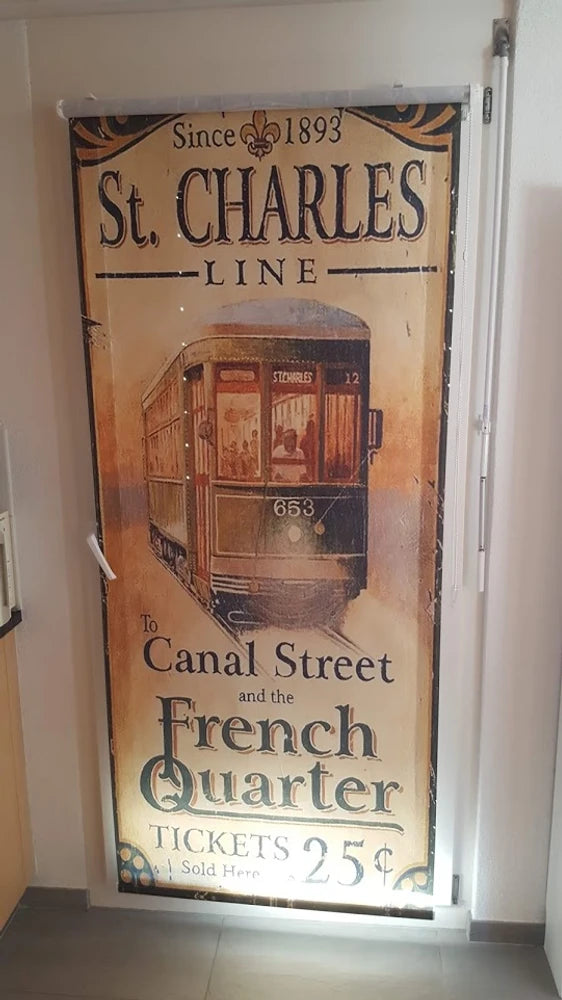 Since 1893
St. CHARLES
LINE
ST.CHARLES 12
653
To
Canal Street
and the
French
Quarter
TICKETS 25¢
Sold Here